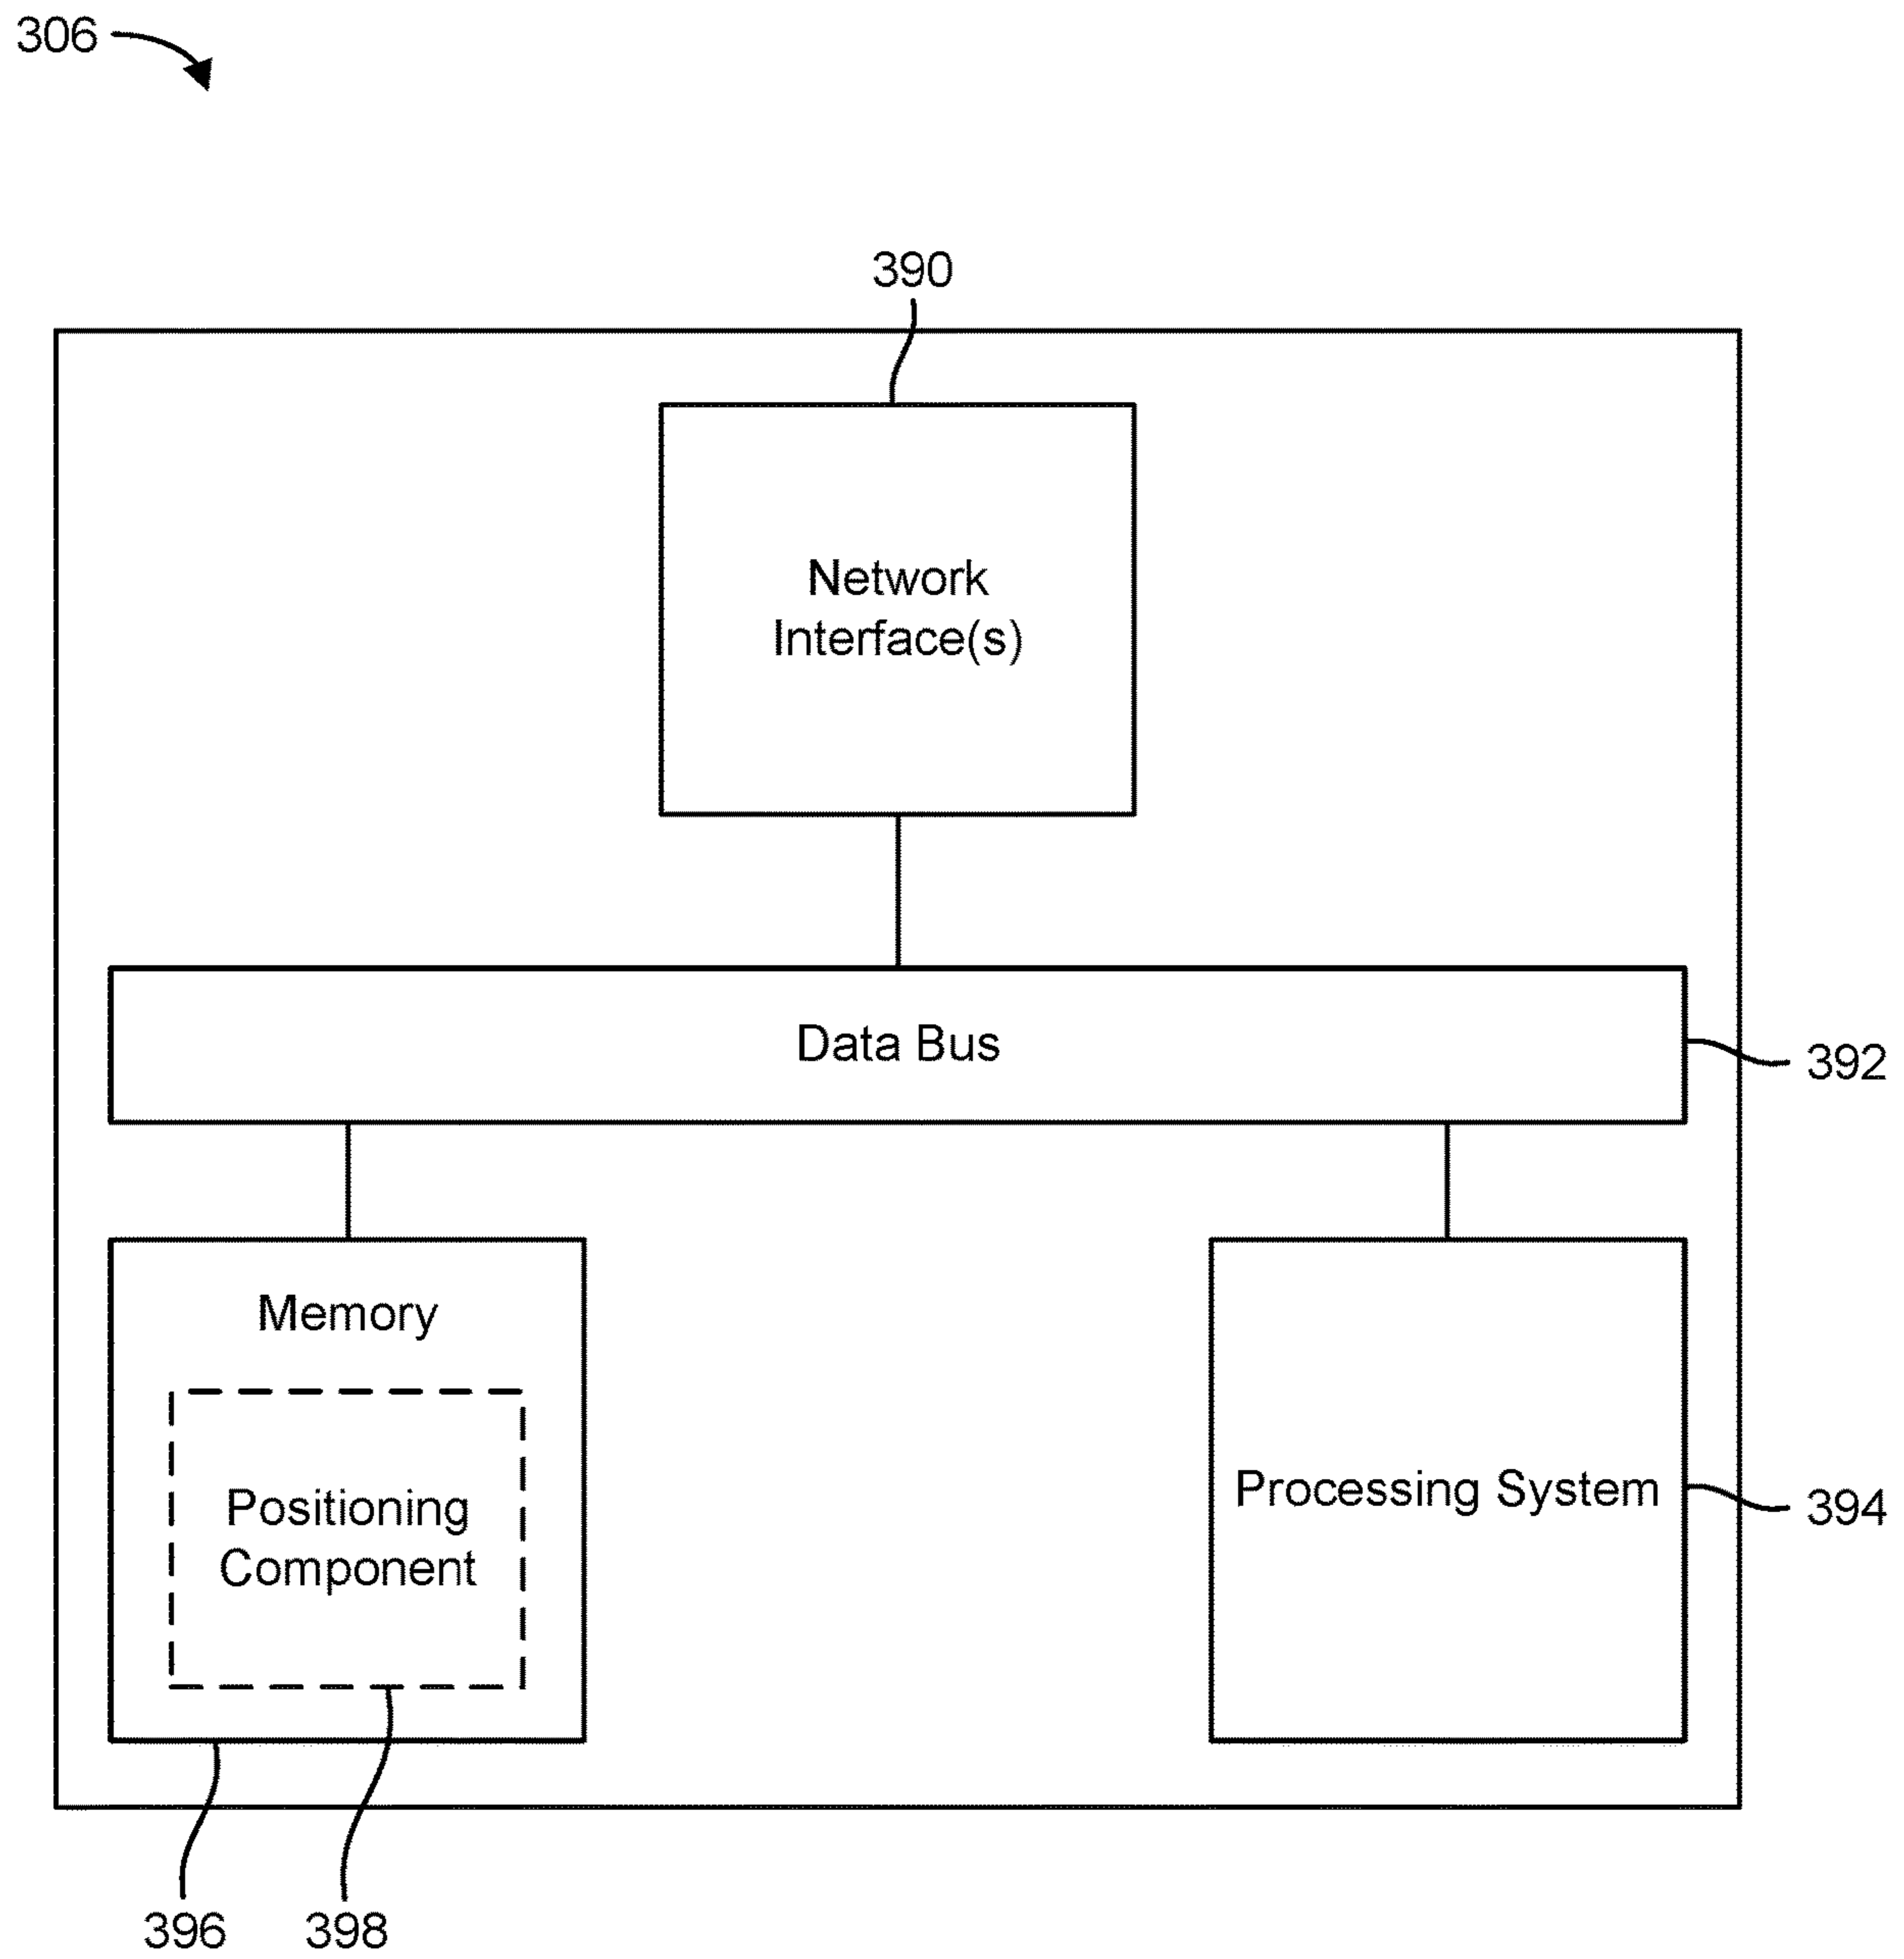 306
390
Network
Interface(s)
Data Bus
392
Memory
Positioning
Component
Processing System
394
396
398